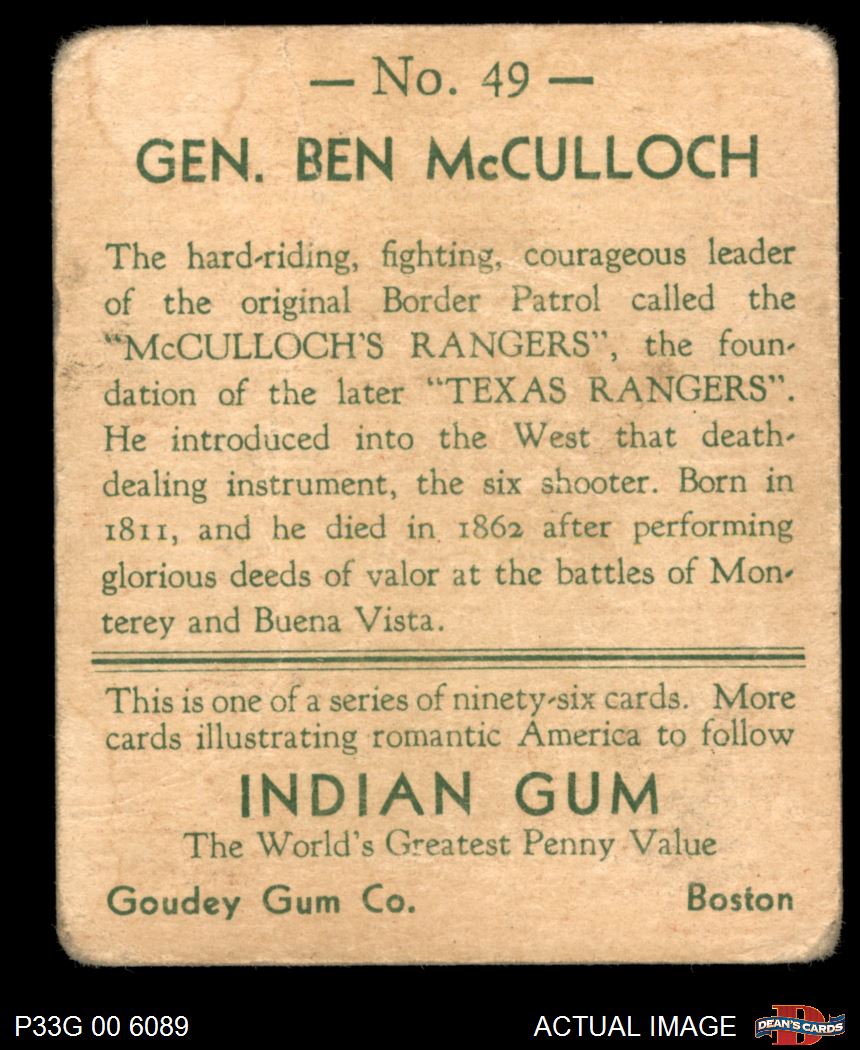 — No. 49 —
GEN. BEN McCULLOCH
The hard-riding, fighting, courageous leader
of the original Border Patrol called the
"McCULLOCH'S RANGERS", the foun-
dation of the later "TEXAS RANGERS".
He introduced into the West that death-
dealing instrument, the six shooter. Born in
1811, and he died in 1862 after performing
glorious deeds of valor at the battles of Mon-
terey and Buena Vista.
This is one of a series of ninety-six cards. More
cards illustrating romantic America to follow
INDIAN GUM
The World's Greatest Penny Value
Goudey Gum Co. Boston
P33G 00 6089 ACTUAL IMAGE DEAN'S CARDS